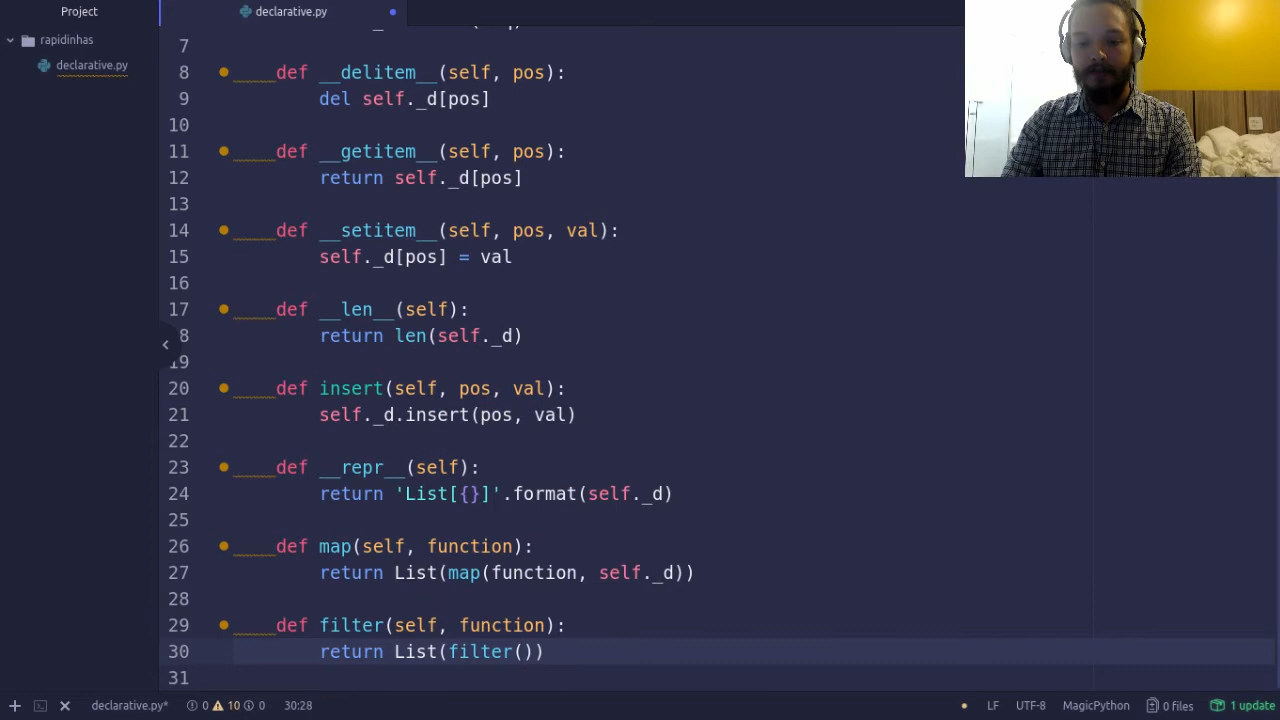 Project
declarative.py
rapidinhas
declarative.py
7
8 def __delitem__(self, pos):
9 del self._d[pos]
10
11 def __getitem__(self, pos):
12 return self._d[pos]
13
14 def __setitem__(self, pos, val):
15 self._d[pos] = val
16
17 def __len__(self):
8 return len(self._d)
19
20 def insert(self, pos, val):
21 self._d.insert(pos, val)
22
23 def __repr__(self):
24 return 'List[{}]'.format(self._d)
25
26 def map(self, function):
27 return List(map(function, self._d))
28
29 def filter(self, function):
30 return List(filter())
31
declarative.py* 0 10 0 30:28 LF UTF-8 MagicPython 0 files 1 update